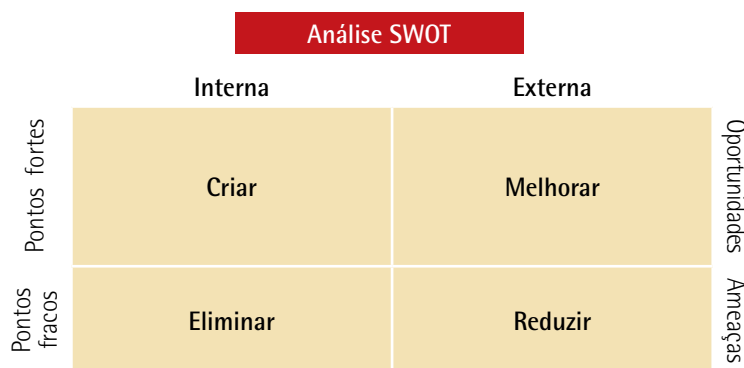 Análise SWOT
Interna
Externa
Pontos fortes
Criar
Melhorar
Oportunidades
Pontos
fracos
Eliminar
Reduzir
Ameaças